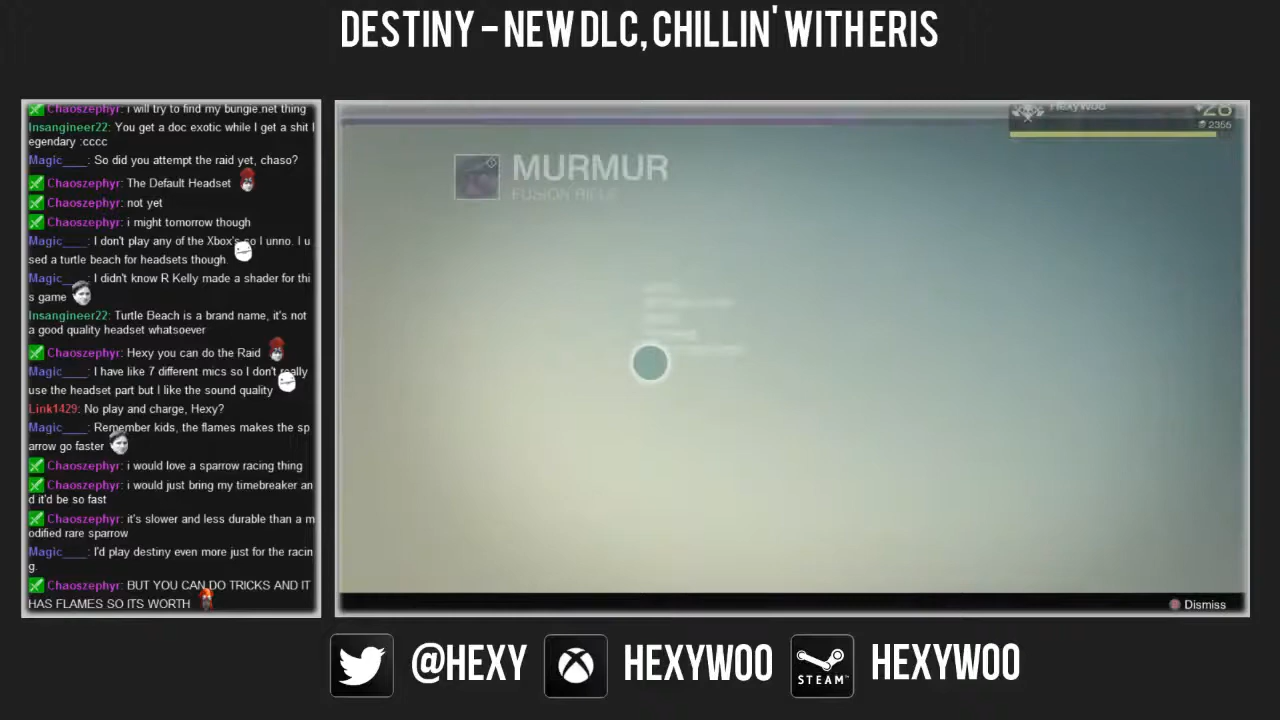 DESTINY - NEW DLC, CHILLIN' WITH ERIS
Chaoszephyr: i will try to find my bungie.net thing
Insangineer22: You get a doc exotic while I get a shit l
egendary :cccc
Magic____: So did you attempt the raid yet, chaso?
Chaoszephyr: The Default Headset
Chaoszephyr: not yet
Chaoszephyr: i might tomorrow though
Magic____: I don't play any of the Xbox's so I unno. I u
sed a turtle beach for headsets though.
Magic____: I didn't know R Kelly made a shader for thi
s game
Insangineer22: Turtle Beach is a brand name, it's not
a good quality headset whatsoever
Chaoszephyr: Hexy you can do the Raid
Magic____: I have like 7 different mics so I don't really
use the headset part but I like the sound quality
Link1429: No play and charge, Hexy?
Magic____: Remember kids, the flames makes the sp
arrow go faster
Chaoszephyr: i would love a sparrow racing thing
Chaoszephyr: i would just bring my timebreaker an
d it'd be so fast
Chaoszephyr: it's slower and less durable than a m
odified rare sparrow
Magic____: I'd play destiny even more just for the racin
g.
Chaoszephyr: BUT YOU CAN DO TRICKS AND IT
HAS FLAMES SO ITS WORTH
HexyWoo
28
2355
MURMUR
FUSION RIFLE
Dismiss
@HEXY
HEXYWOO
STEAM™
HEXYWOO